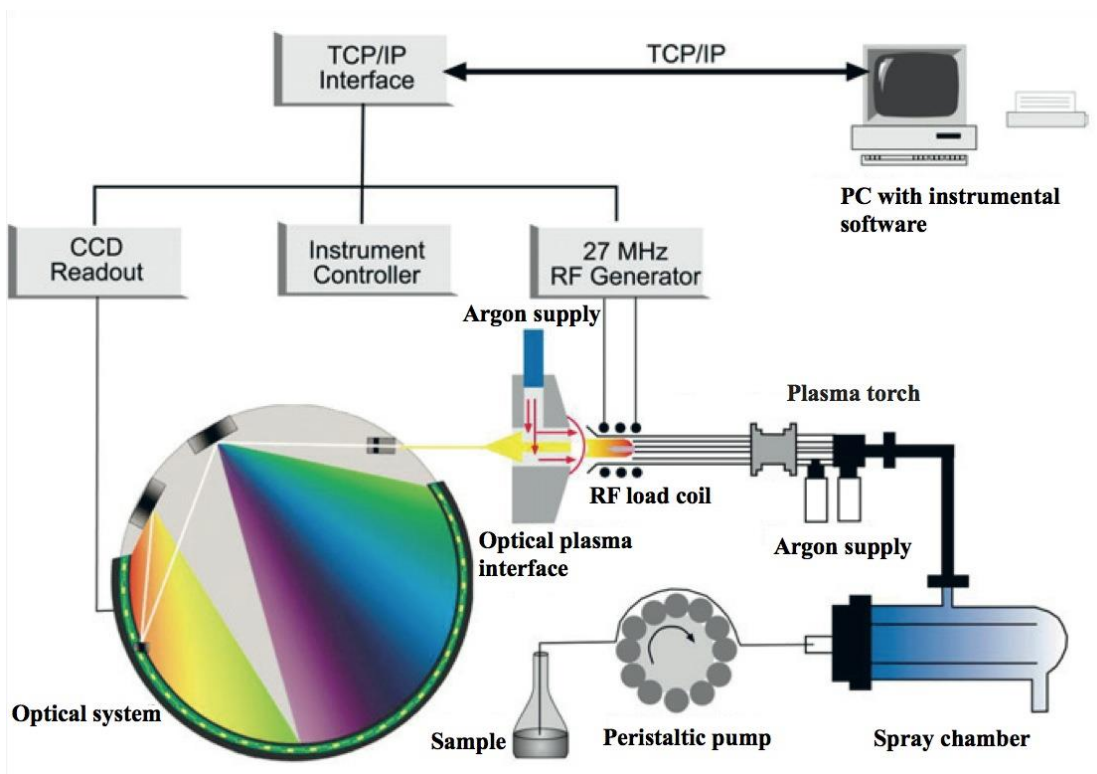 TCP/IP
Interface
TCP/IP
PC with instrumental
software
CCD
Readout
Instrument
Controller
27 MHz
RF Generator
Argon supply
Plasma torch
RF load coil
Optical plasma
interface
Argon supply
Optical system
Sample
Peristaltic pump
Spray chamber